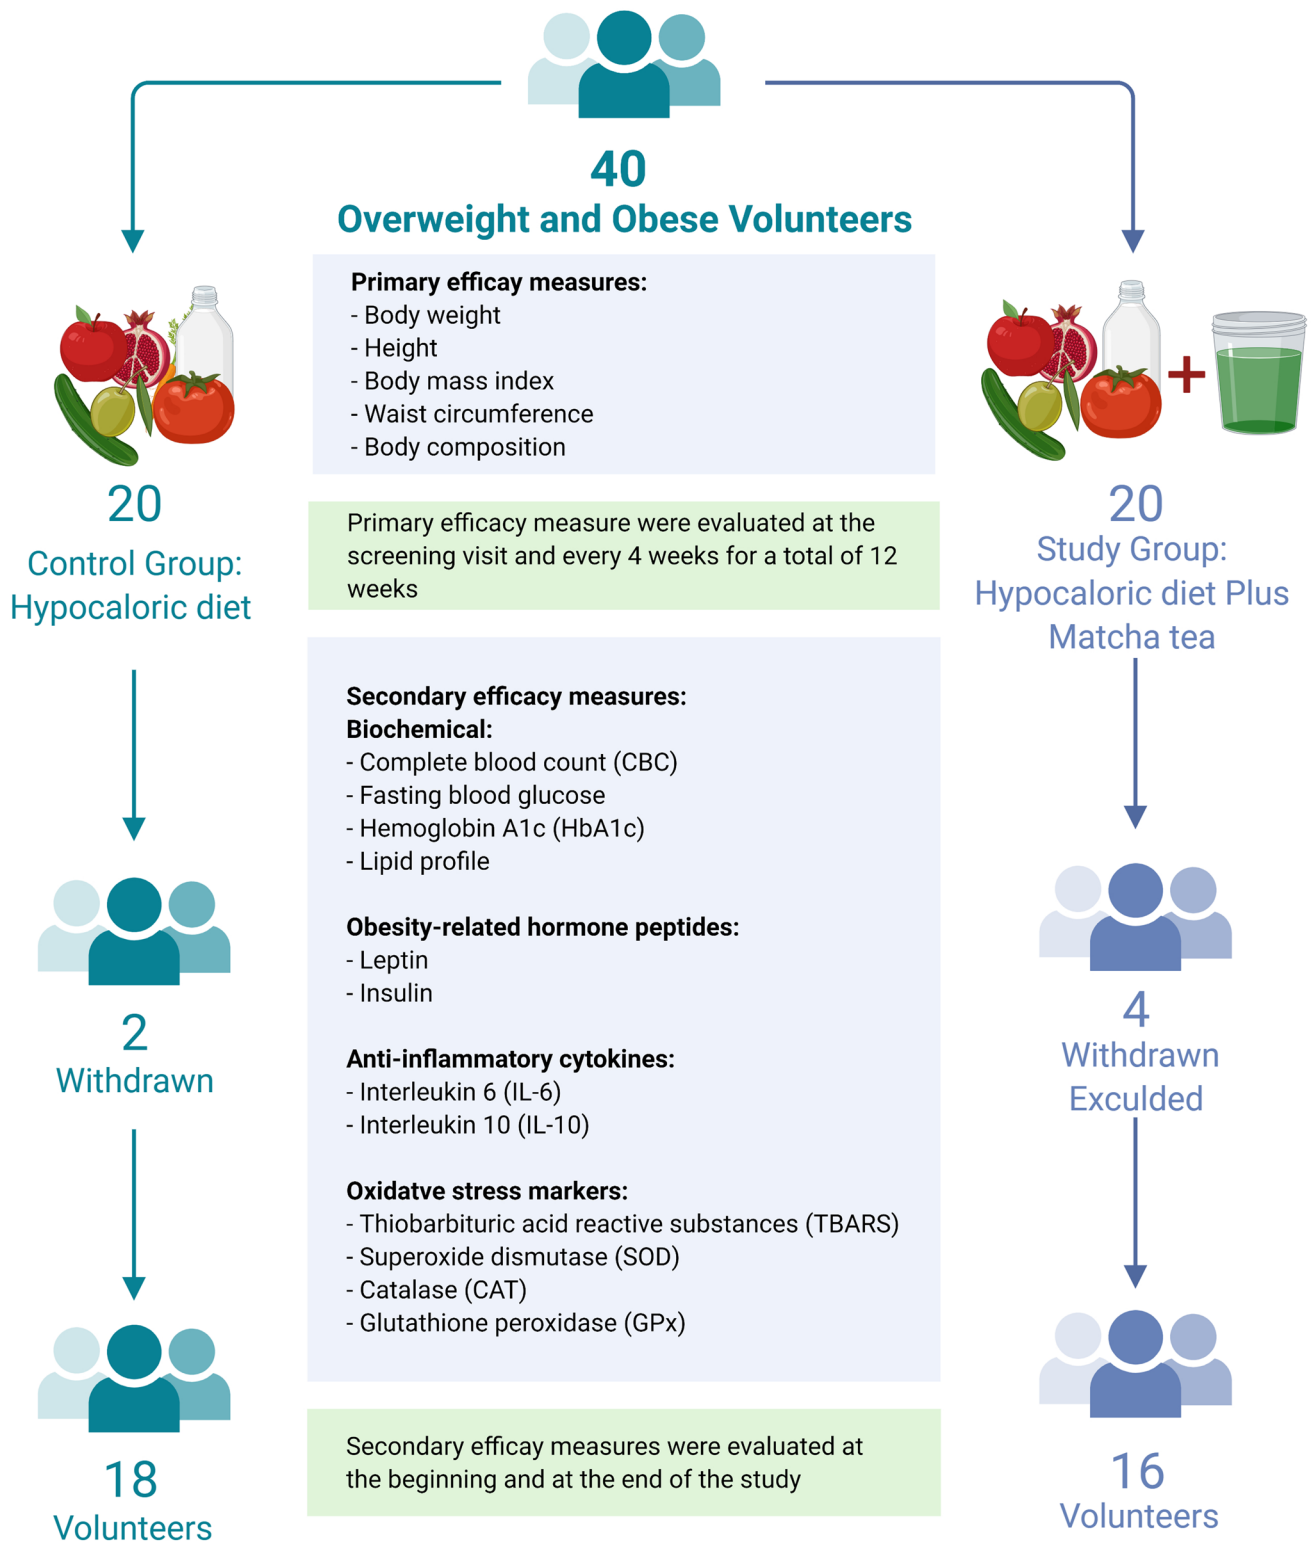 40
Overweight and Obese Volunteers
Primary efficay measures:
- Body weight
- Height
- Body mass index
- Waist circumference
- Body composition
20
Control Group:
Hypocaloric diet
20
Study Group:
Hypocaloric diet Plus
Matcha tea
Primary efficacy measure were evaluated at the
screening visit and every 4 weeks for a total of 12
weeks
Secondary efficacy measures:
Biochemical:
- Complete blood count (CBC)
- Fasting blood glucose
- Hemoglobin A1c (HbA1c)
- Lipid profile
Obesity-related hormone peptides:
- Leptin
- Insulin
Anti-inflammatory cytokines:
- Interleukin 6 (IL-6)
- Interleukin 10 (IL-10)
Oxidatve stress markers:
- Thiobarbituric acid reactive substances (TBARS)
- Superoxide dismutase (SOD)
- Catalase (CAT)
- Glutathione peroxidase (GPx)
2
Withdrawn
4
Withdrawn
Exculded
Secondary efficay measures were evaluated at
the beginning and at the end of the study
18
Volunteers
16
Volunteers